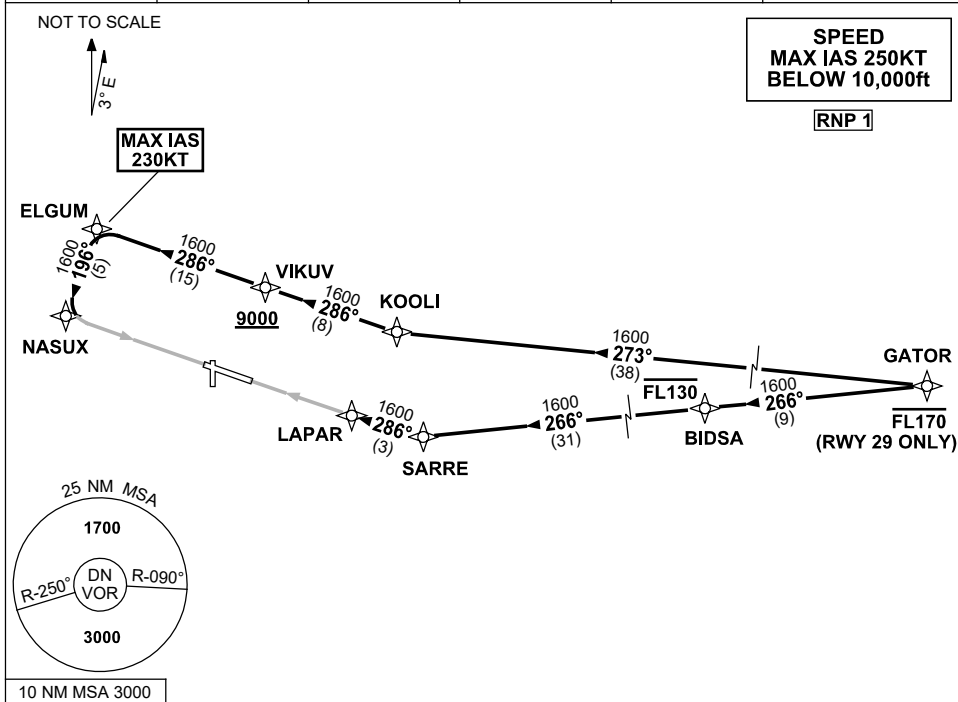 NOT TO SCALE
3° E
SPEED
MAX IAS 250KT
BELOW 10,000ft
RNP 1
MAX IAS
230KT
ELGUM
1600
196°
(5)
NASUX
1600
286°
(15)
VIKUV
9000
1600
286°
(8)
KOOLI
1600
273°
(38)
GATOR
FL170
(RWY 29 ONLY)
1600
266°
(9)
FL130
BIDSA
1600
266°
(31)
SARRE
1600
286°
(3)
LAPAR
25 NM MSA
1700
R-250°
DN
VOR
R-090°
3000
10 NM MSA 3000